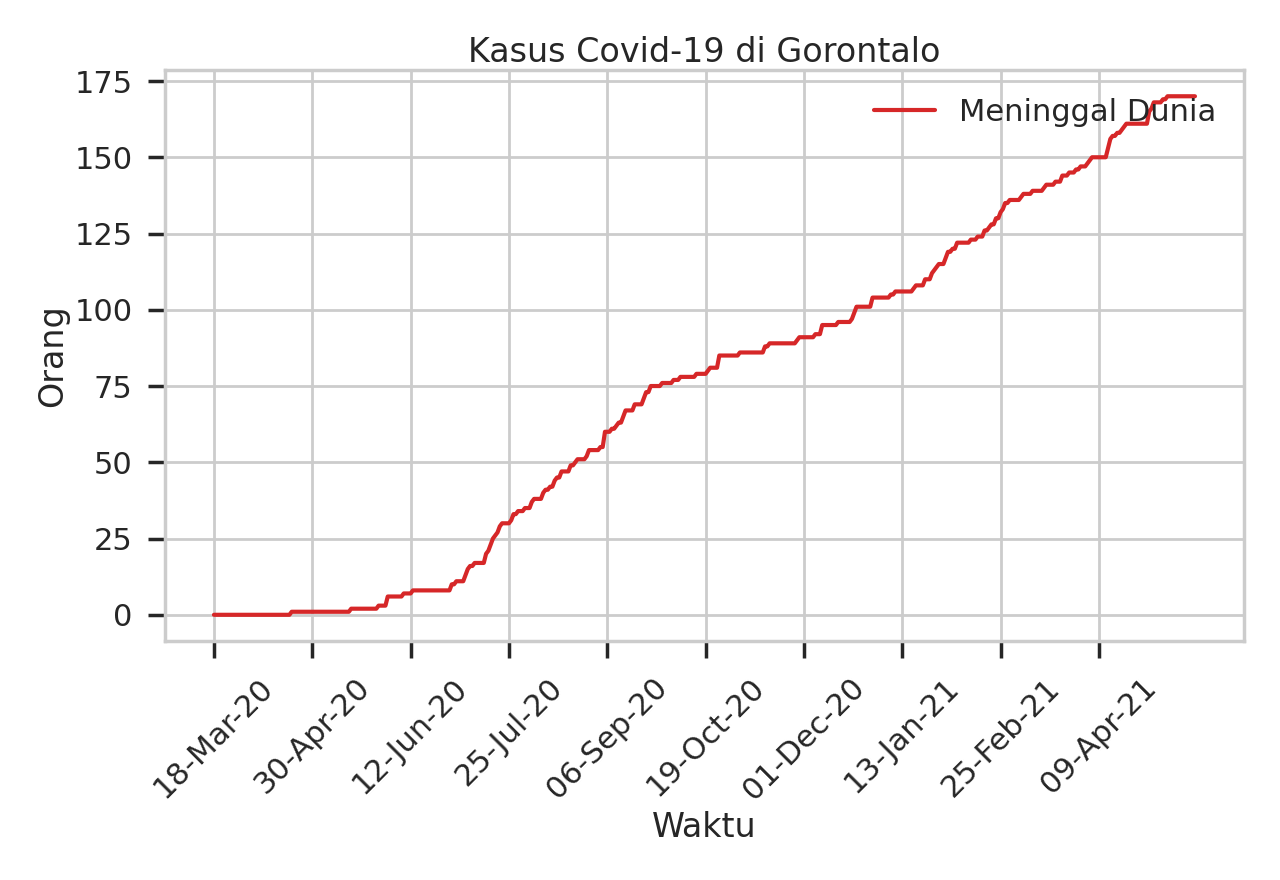 Kasus Covid-19 di Gorontalo
Meninggal Dunia
175
150
125
100
75
50
25
0
Orang
18-Mar-20
30-Apr-20
12-Jun-20
25-Jul-20
06-Sep-20
19-Oct-20
01-Dec-20
13-Jan-21
25-Feb-21
09-Apr-21
Waktu